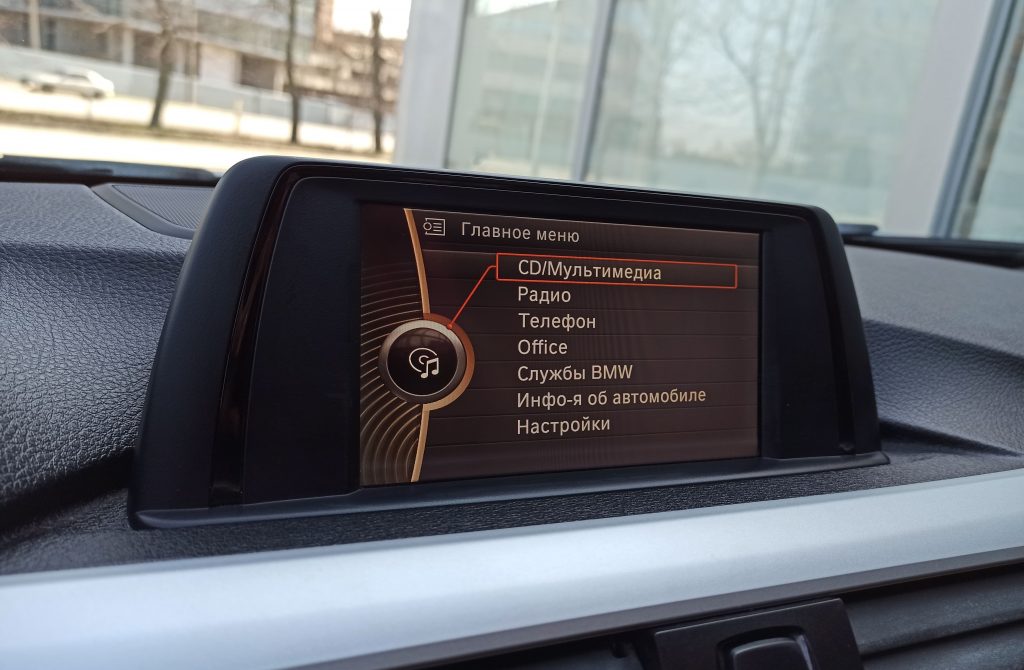 Главное меню
CD/Мультимедиа
Радио
Телефон
Office
Службы BMW
Инфо-я об автомобиле
Настройки